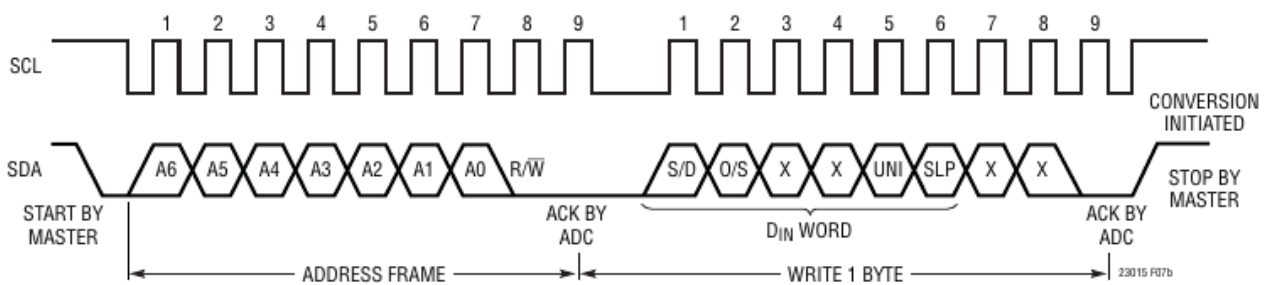 1 2 3 4 5 6 7 8 9 1 2 3 4 5 6 7 8 9
SCL
CONVERSION
INITIATED
SDA A6 A5 A4 A3 A2 A1 A0 R/W̅ S/D O/S X X UNI SLP X X
START BY
MASTER
ACK BY
ADC
DIN WORD
ACK BY
ADC
STOP BY
MASTER
ADDRESS FRAME WRITE 1 BYTE 23015 F07b